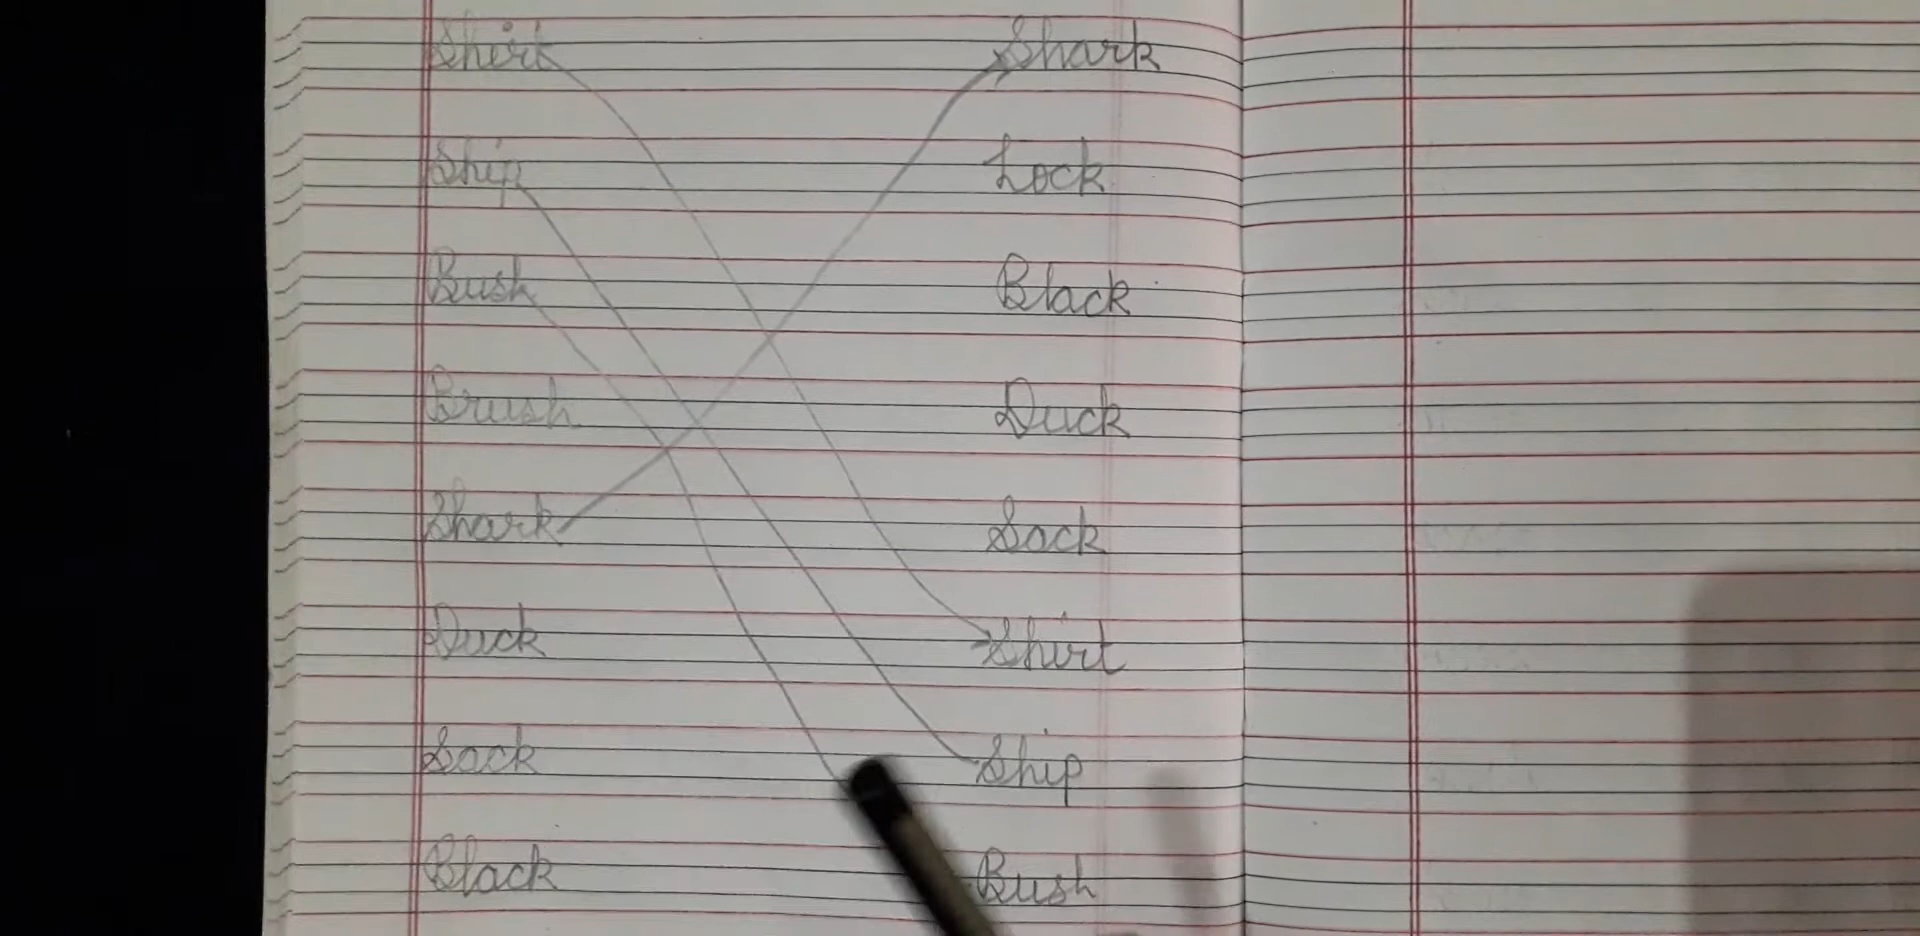 Shirt Shark
Ship Lock
Bush Black
Brush Duck
Shark Sock
Duck Shirt
Sock Ship
Black Bush